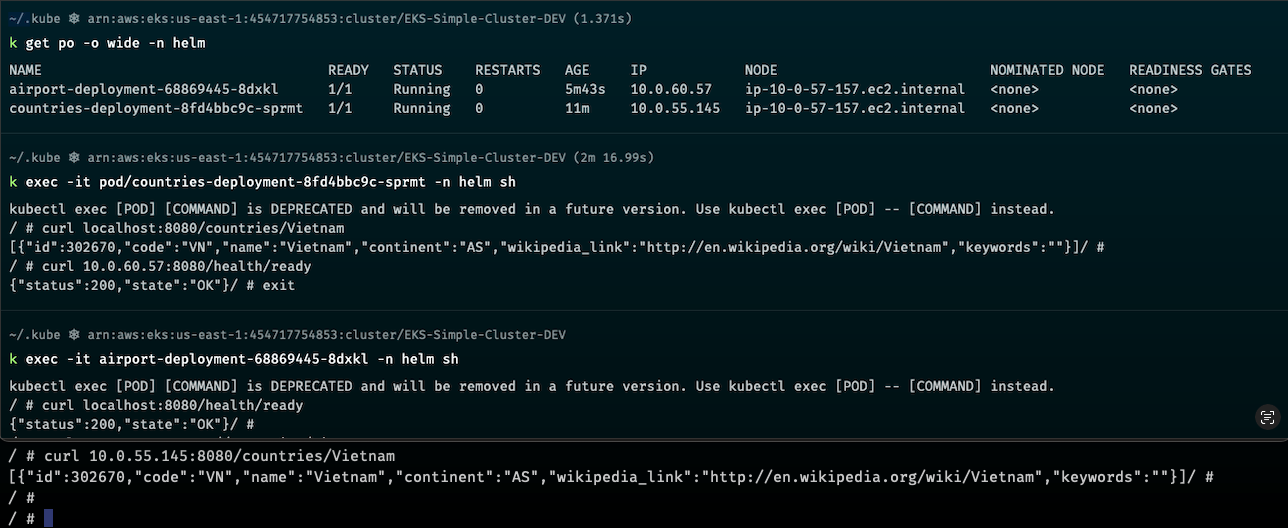 ~/.kube ⎈ arn:aws:eks:us-east-1:454717754853:cluster/EKS-Simple-Cluster-DEV (1.371s)
k get po -o wide -n helm
NAME READY STATUS RESTARTS AGE IP NODE NOMINATED NODE READINESS GATES
airport-deployment-68869445-8dxkl 1/1 Running 0 5m43s 10.0.60.57 ip-10-0-57-157.ec2.internal <none> <none>
countries-deployment-8fd4bbc9c-sprmt 1/1 Running 0 11m 10.0.55.145 ip-10-0-57-157.ec2.internal <none> <none>
~/.kube ⎈ arn:aws:eks:us-east-1:454717754853:cluster/EKS-Simple-Cluster-DEV (2m 16.99s)
k exec -it pod/countries-deployment-8fd4bbc9c-sprmt -n helm sh
kubectl exec [POD] [COMMAND] is DEPRECATED and will be removed in a future version. Use kubectl exec [POD] -- [COMMAND] instead.
/ # curl localhost:8080/countries/Vietnam
[{"id":302670,"code":"VN","name":"Vietnam","continent":"AS","wikipedia_link":"http://en.wikipedia.org/wiki/Vietnam","keywords":""}]/ #
/ # curl 10.0.60.57:8080/health/ready
{"status":200,"state":"OK"}/ # exit
~/.kube ⎈ arn:aws:eks:us-east-1:454717754853:cluster/EKS-Simple-Cluster-DEV
k exec -it airport-deployment-68869445-8dxkl -n helm sh
kubectl exec [POD] [COMMAND] is DEPRECATED and will be removed in a future version. Use kubectl exec [POD] -- [COMMAND] instead.
/ # curl localhost:8080/health/ready
{"status":200,"state":"OK"}/ #
/ # curl 10.0.55.145:8080/countries/Vietnam
[{"id":302670,"code":"VN","name":"Vietnam","continent":"AS","wikipedia_link":"http://en.wikipedia.org/wiki/Vietnam","keywords":""}]/ #
/ #
/ #